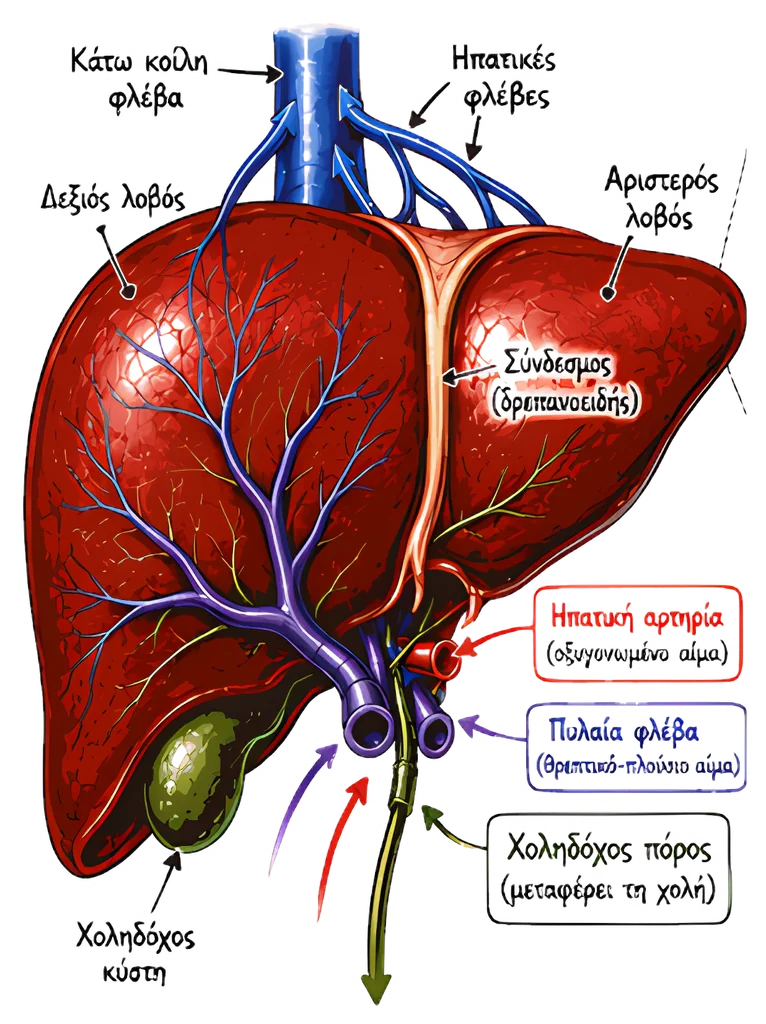 Κάτω κοίλη
φλέβα
Ηπατικές
φλέβες
Δεξιός λοβός
Αριστερός
λοβός
Σύνδεσμος
(δρεπανοειδής)
Ηπατική αρτηρία
(οξυγονωμένο αίμα)
Πυλαία φλέβα
(θρεπτικό-πλούσιο αίμα)
Χοληδόχος πόρος
(μεταφέρει τη χολή)
Χοληδόχος
κύστη